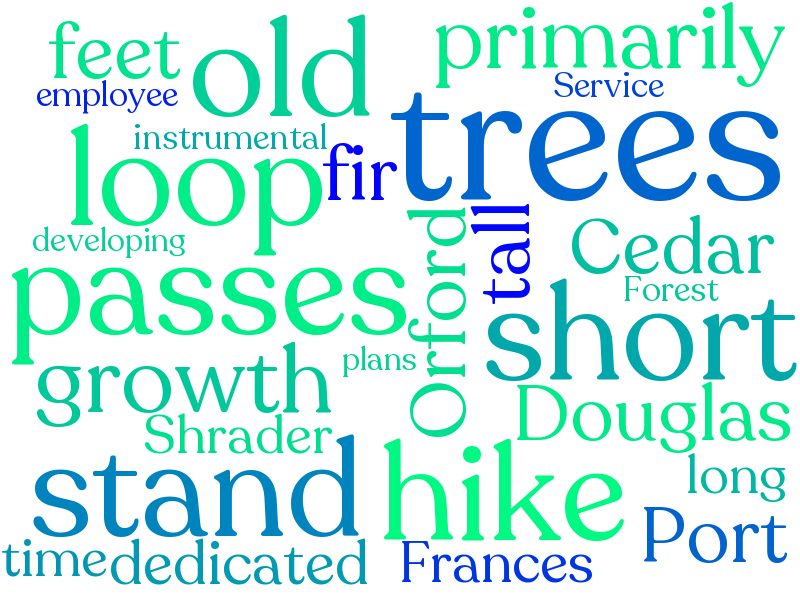 feet
old
primarily
employee
Service
trees
instrumental
loop
fir
tall
developing
Orford
Cedar
passes
Forest
short
growth
plans
Shrader
Douglas
stand
hike
long
Port
time
dedicated
Frances